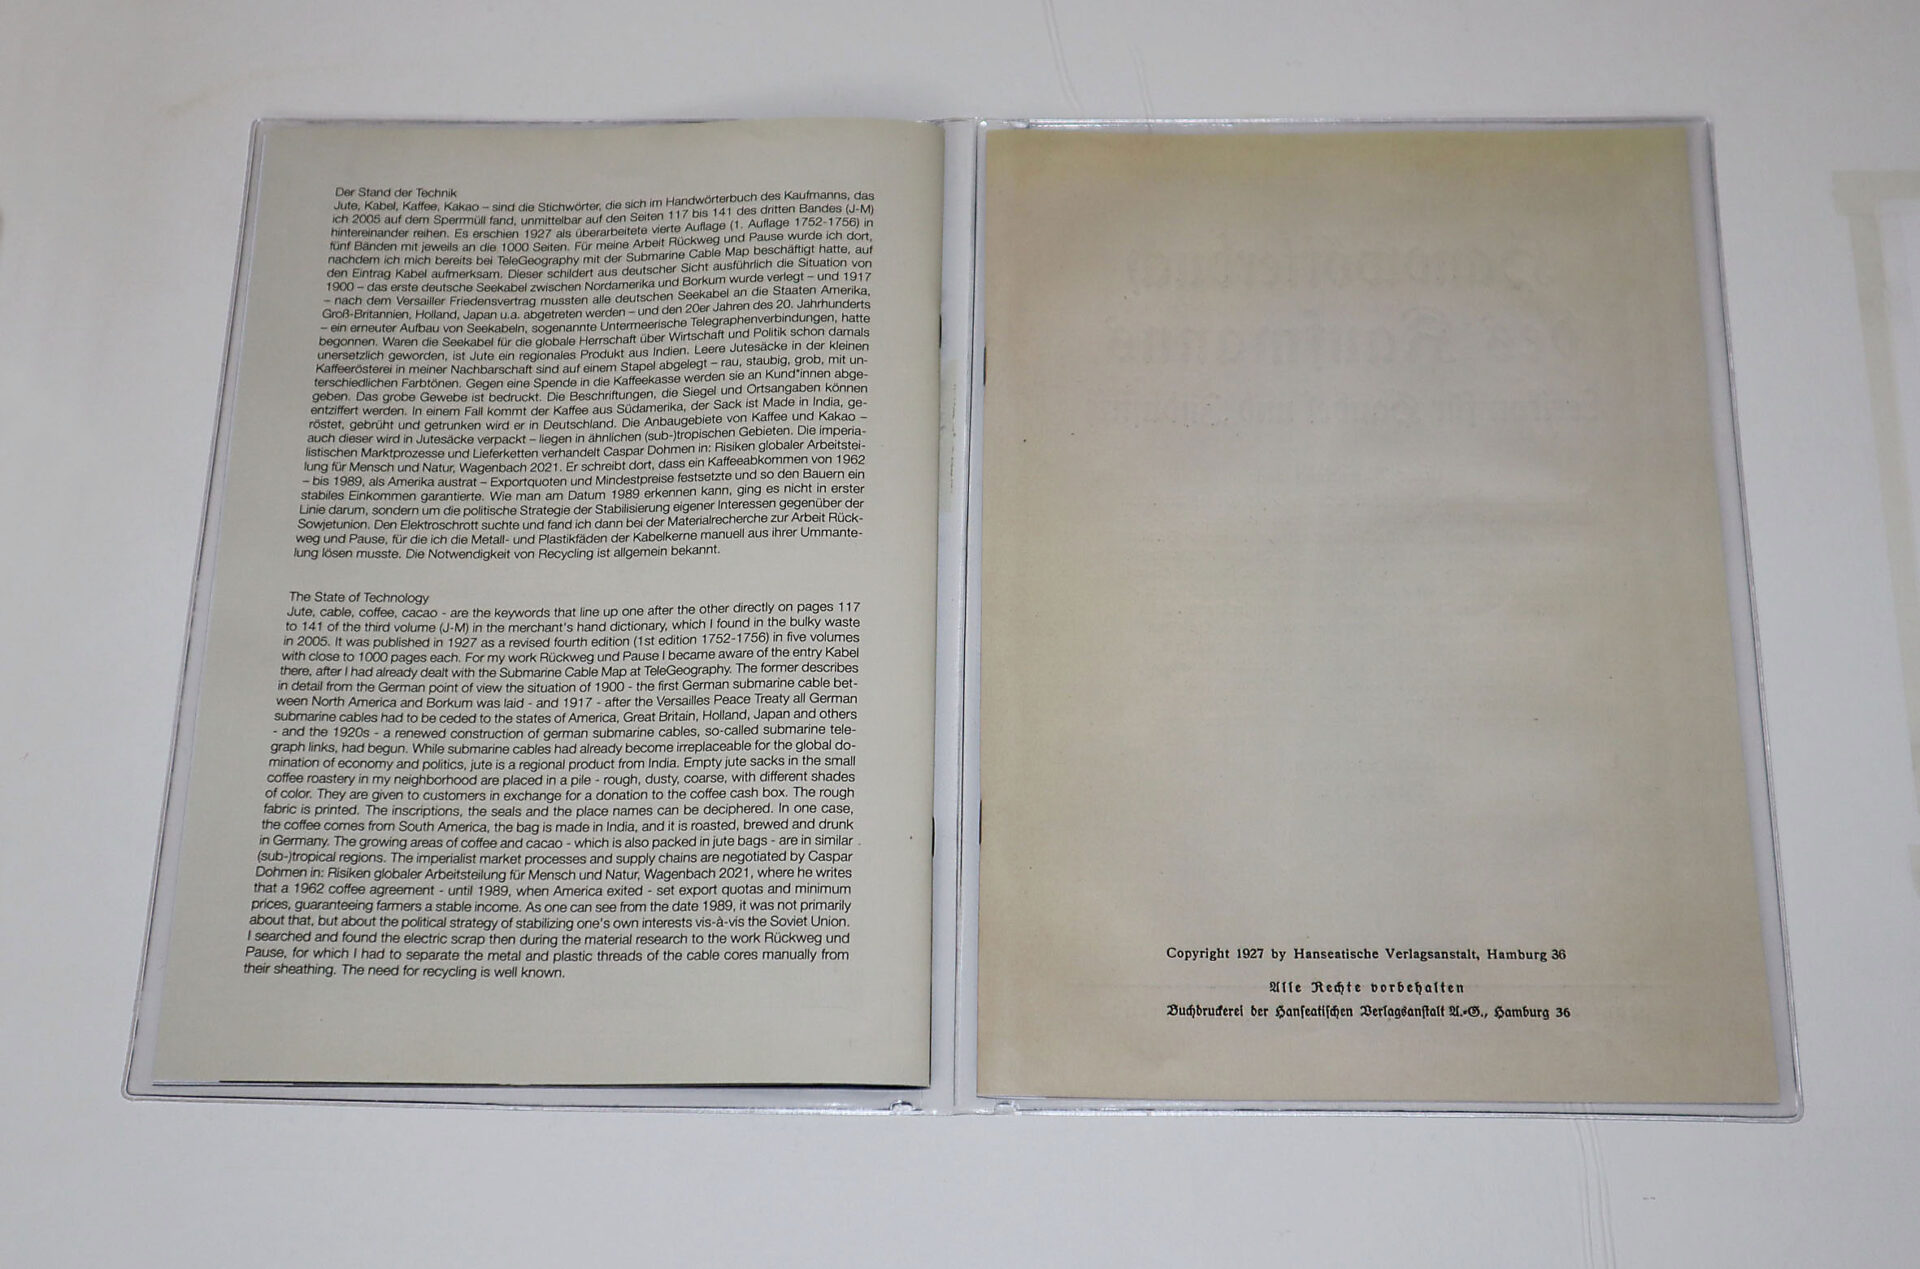 Der Stand der Technik
Jute, Kabel, Kaffee, Kakao – sind die Stichwörter, die sich im Handwörterbuch des Kaufmanns, das
ich 2005 auf dem Sperrmüll fand, unmittelbar auf den Seiten 117 bis 141 des dritten Bandes (J-M)
hintereinander reihen. Es erschien 1927 als überarbeitete vierte Auflage (1. Auflage 1752-1756) in
fünf Bänden mit jeweils an die 1000 Seiten. Für meine Arbeit Rückweg und Pause wurde ich dort,
nachdem ich mich bereits bei TeleGeography mit der Submarine Cable Map beschäftigt hatte, auf
den Eintrag Kabel aufmerksam. Dieser schildert aus deutscher Sicht ausführlich die Situation von
1900 – das erste deutsche Seekabel zwischen Nordamerika und Borkum wurde verlegt – und 1917
– nach dem Versailler Friedensvertrag mussten alle deutschen Seekabel an die Staaten Amerika,
Groß-Britannien, Holland, Japan u.a. abgetreten werden – und den 20er Jahren des 20. Jahrhunderts
– ein erneuter Aufbau von Seekabeln, sogenannte Untermeerische Telegraphenverbindungen, hatte
begonnen. Waren die Seekabel für die globale Herrschaft über Wirtschaft und Politik schon damals
unersetzlich geworden, ist Jute ein regionales Produkt aus Indien. Leere Jutesäcke in der kleinen
Kaffeerösterei in meiner Nachbarschaft sind auf einem Stapel abgelegt – rau, staubig, grob, mit un-
terschiedlichen Farbtönen. Gegen eine Spende in die Kaffeekasse werden sie an Kund*innen abge-
geben. Das grobe Gewebe ist bedruckt. Die Beschriftungen, die Siegel und Ortsangaben können
entziffert werden. In einem Fall kommt der Kaffee aus Südamerika, der Sack ist Made in India, ge-
röstet, gebrüht und getrunken wird er in Deutschland. Die Anbaugebiete von Kaffee und Kakao –
auch dieser wird in Jutesäcke verpackt – liegen in ähnlichen (sub-)tropischen Gebieten. Die imperia-
listischen Marktprozesse und Lieferketten verhandelt Caspar Dohmen in: Risiken globaler Arbeitstei-
lung für Mensch und Natur, Wagenbach 2021. Er schreibt dort, dass ein Kaffeeabkommen von 1962
– bis 1989, als Amerika austrat – Exportquoten und Mindestpreise festsetzte und so den Bauern ein
stabiles Einkommen garantierte. Wie man am Datum 1989 erkennen kann, ging es nicht in erster
Linie darum, sondern um die politische Strategie der Stabilisierung eigener Interessen gegenüber der
Sowjetunion. Den Elektroschrott suchte und fand ich dann bei der Materialrecherche zur Arbeit Rück-
weg und Pause, für die ich die Metall- und Plastikfäden der Kabelkerne manuell aus ihrer Ummante-
lung lösen musste. Die Notwendigkeit von Recycling ist allgemein bekannt.
The State of Technology
Jute, cable, coffee, cacao - are the keywords that line up one after the other directly on pages 117
to 141 of the third volume (J-M) in the merchant's hand dictionary, which I found in the bulky waste
in 2005. It was published in 1927 as a revised fourth edition (1st edition 1752-1756) in five volumes
with close to 1000 pages each. For my work Rückweg und Pause I became aware of the entry Kabel
there, after I had already dealt with the Submarine Cable Map at TeleGeography. The former describes
in detail from the German point of view the situation of 1900 - the first German submarine cable bet-
ween North America and Borkum was laid - and 1917 - after the Versailles Peace Treaty all German
submarine cables had to be ceded to the states of America, Great Britain, Holland, Japan and others
- and the 1920s - a renewed construction of german submarine cables, so-called submarine tele-
graph links, had begun. While submarine cables had already become irreplaceable for the global do-
mination of economy and politics, jute is a regional product from India. Empty jute sacks in the small
coffee roastery in my neighborhood are placed in a pile - rough, dusty, coarse, with different shades
of color. They are given to customers in exchange for a donation to the coffee cash box. The rough
fabric is printed. The inscriptions, the seals and the place names can be deciphered. In one case,
the coffee comes from South America, the bag is made in India, and it is roasted, brewed and drunk
in Germany. The growing areas of coffee and cacao - which is also packed in jute bags - are in similar
(sub-)tropical regions. The imperialist market processes and supply chains are negotiated by Caspar
Dohmen in: Risiken globaler Arbeitsteilung für Mensch und Natur, Wagenbach 2021, where he writes
that a 1962 coffee agreement - until 1989, when America exited - set export quotas and minimum
prices, guaranteeing farmers a stable income. As one can see from the date 1989, it was not primarily
about that, but about the political strategy of stabilizing one's own interests vis-à-vis the Soviet Union.
I searched and found the electric scrap then during the material research to the work Rückweg und
Pause, for which I had to separate the metal and plastic threads of the cable cores manually from
their sheathing. The need for recycling is well known.
Copyright 1927 by Hanseatische Verlagsanstalt, Hamburg 36
Alle Rechte vorbehalten
Buchdruckerei der Hanseatischen Verlagsanstalt A.-G., Hamburg 36